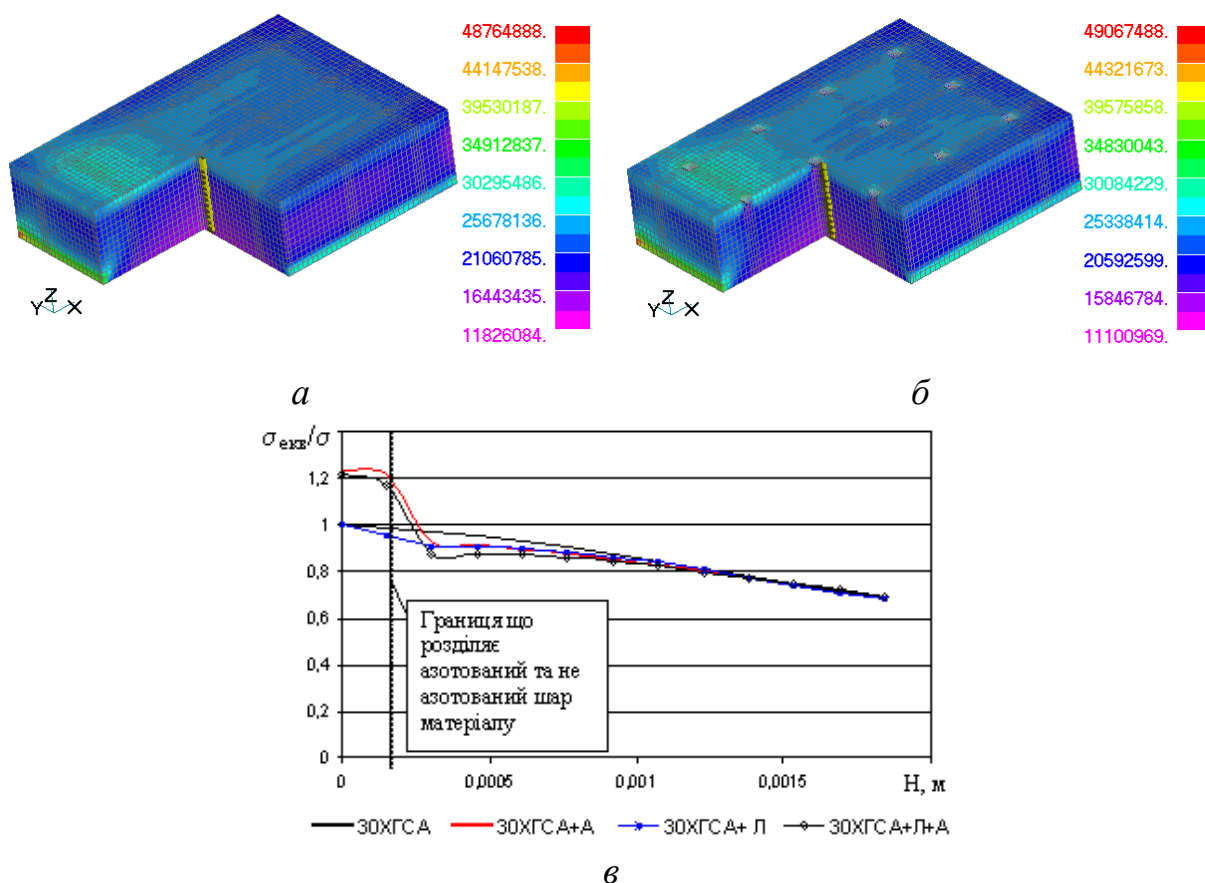 48764888.
44147538.
39530187.
34912837.
30295486.
25678136.
21060785.
16443435.
11826084.
Z
Y X
49067488.
44321673.
39575858.
34830043.
30084229.
25338414.
20592599.
15846784.
11100969.
Z
Y X
а
б
σекв/σ
1,2
1
0,8
0,6
0,4
0,2
0
Границя що
розділяє
азотований та не
азотований шар
матеріалу
0 0,0005 0,001 0,0015 Н, м
30ХГСА 30ХГСА+А 30ХГСА+ Л 30ХГСА+Л+А
в